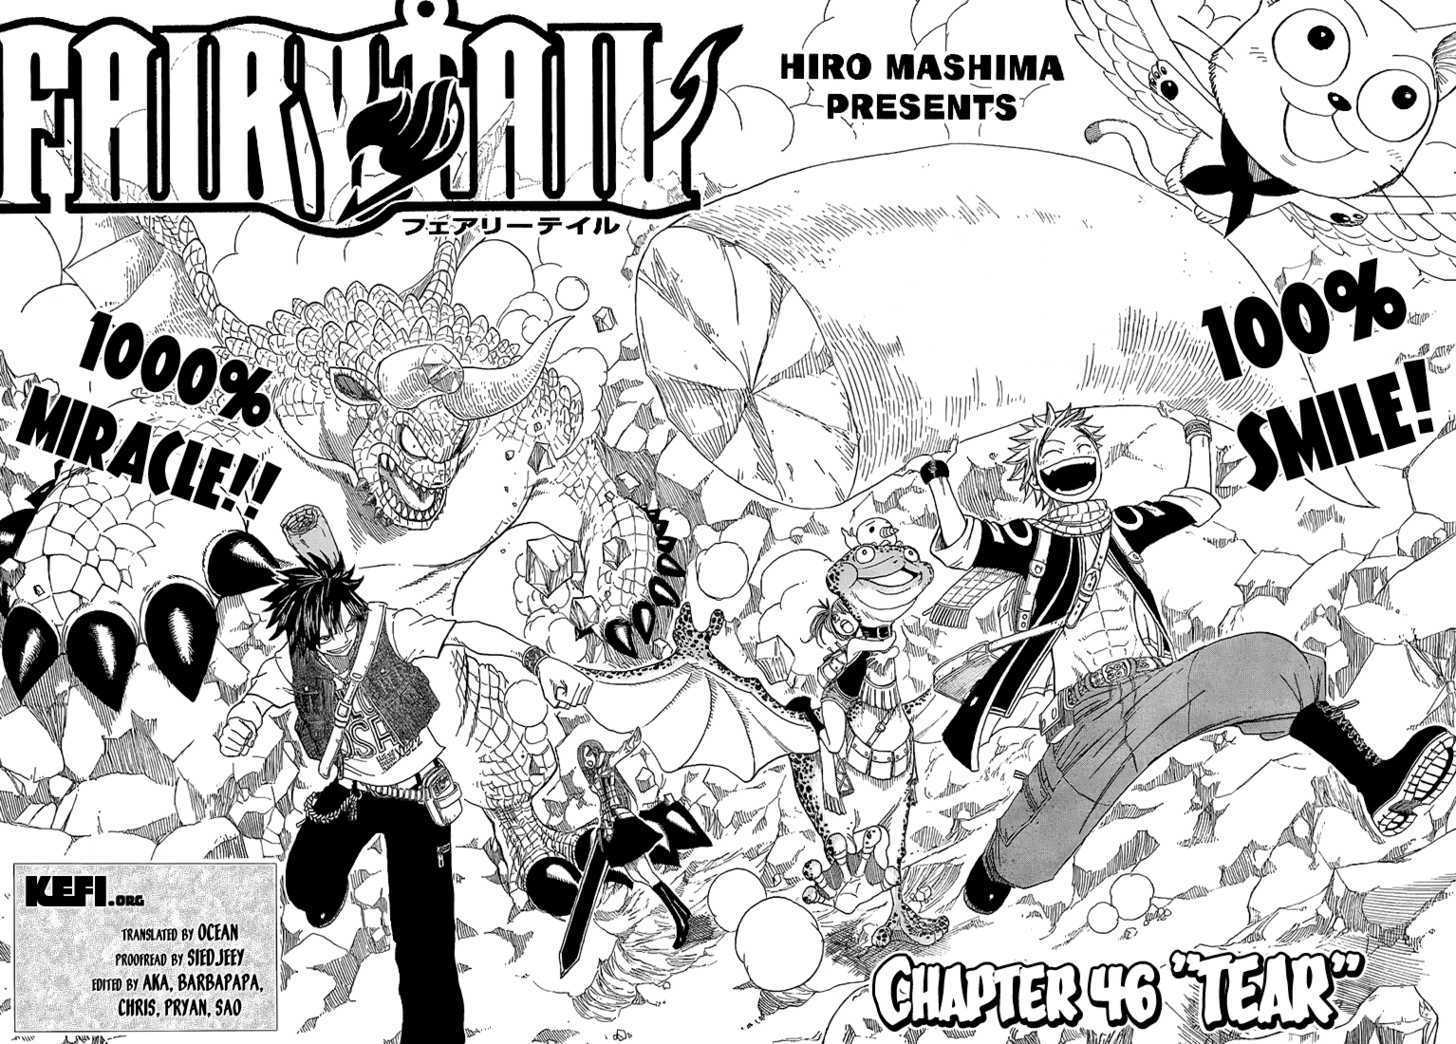 FAIRY TAIL
フェアリーテイル
HIRO MASHIMA
PRESENTS
1000%
MIRACLE!!
100%
SMILE!
KEFI.ORG
TRANSLATED BY OCEAN
PROOFREAD BY SIEDJEEY
EDITED BY AKA, BARBAPAPA,
CHRIS, PRYAN, SAO
CHAPTER 46 "TEAR"